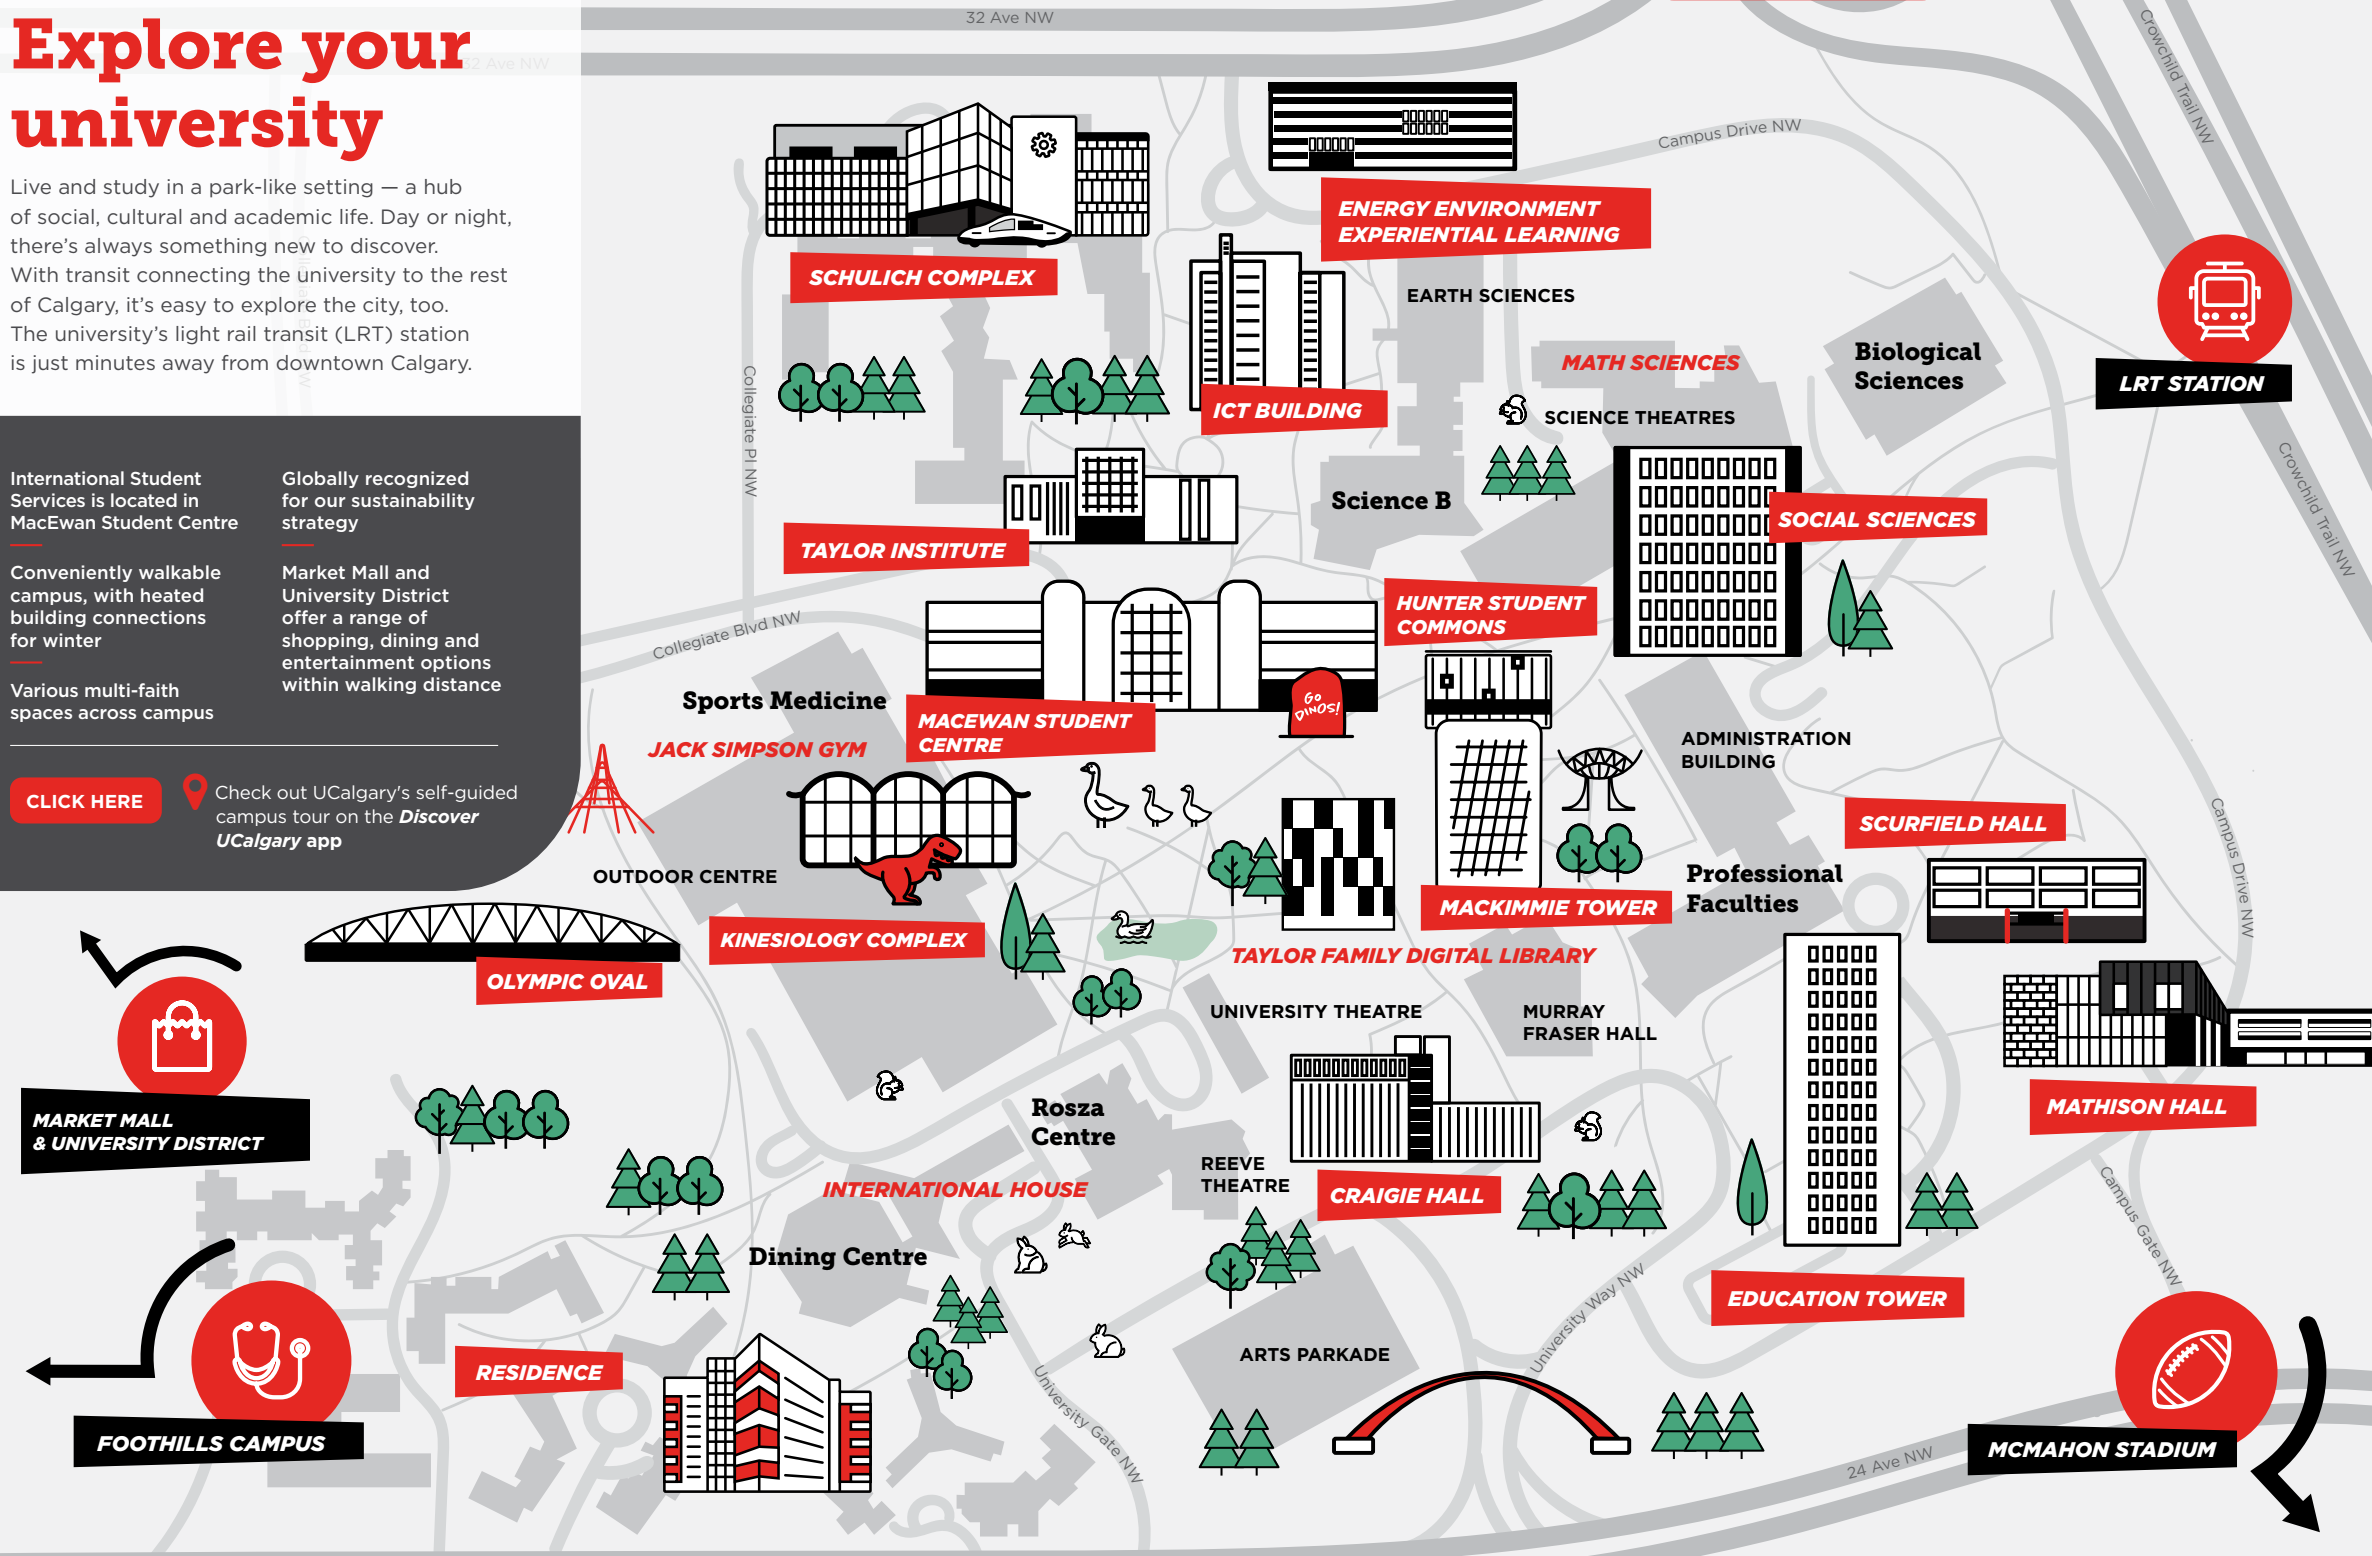 Explore your
university
Live and study in a park-like setting — a hub
of social, cultural and academic life. Day or night,
there’s always something new to discover.
With transit connecting the university to the rest
of Calgary, it’s easy to explore the city, too.
The university’s light rail transit (LRT) station
is just minutes away from downtown Calgary.
International Student
Services is located in
MacEwan Student Centre
Conveniently walkable
campus, with heated
building connections
for winter
Various multi-faith
spaces across campus
Globally recognized
for our sustainability
strategy
Market Mall and
University District
offer a range of
shopping, dining and
entertainment options
within walking distance
CLICK HERE
Check out UCalgary's self-guided
campus tour on the Discover
UCalgary app
32 Ave NW
32 Ave NW
Crowchild Trail NW
Campus Drive NW
ENERGY ENVIRONMENT
EXPERIENTIAL LEARNING
SCHULICH COMPLEX
EARTH SCIENCES
MATH SCIENCES
Biological
Sciences
LRT STATION
ICT BUILDING
SCIENCE THEATRES
Collegiate Pl NW
Crowchild Trail NW
Science B
SOCIAL SCIENCES
TAYLOR INSTITUTE
HUNTER STUDENT
COMMONS
Collegiate Blvd NW
Sports Medicine
GO
DINOS!
MACEWAN STUDENT
CENTRE
JACK SIMPSON GYM
ADMINISTRATION
BUILDING
SCURFIELD HALL
Campus Drive NW
OUTDOOR CENTRE
Professional
Faculties
MACKIMMIE TOWER
KINESIOLOGY COMPLEX
TAYLOR FAMILY DIGITAL LIBRARY
OLYMPIC OVAL
UNIVERSITY THEATRE
MURRAY
FRASER HALL
MARKET MALL
& UNIVERSITY DISTRICT
Rosza
Centre
MATHISON HALL
REEVE
THEATRE
INTERNATIONAL HOUSE
CRAIGIE HALL
Campus Gate NW
Dining Centre
EDUCATION TOWER
University Way NW
ARTS PARKADE
RESIDENCE
University Gate NW
FOOTHILLS CAMPUS
24 Ave NW
MCMAHON STADIUM